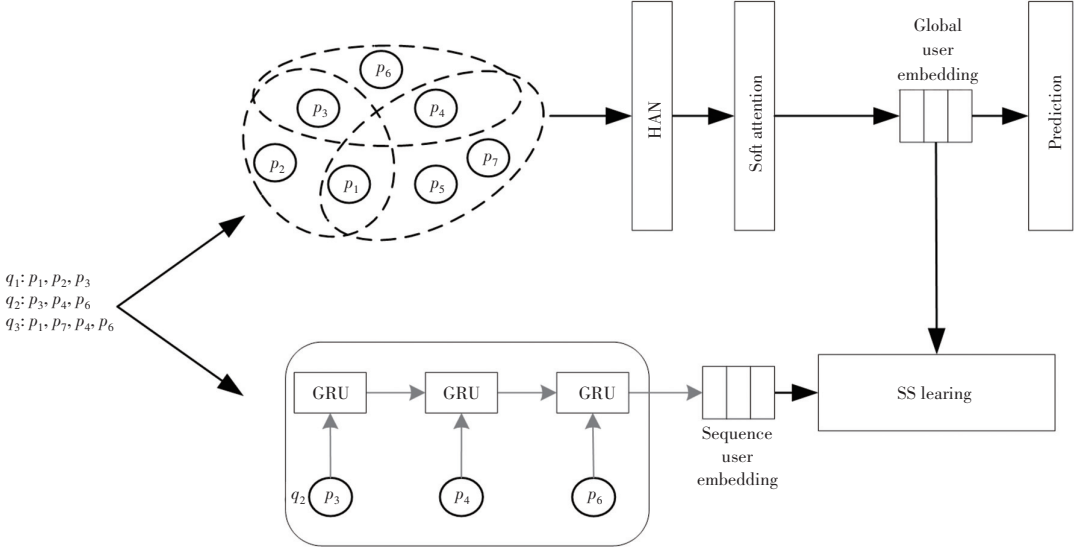 q₁: p₁, p₂, p₃
q₂: p₃, p₄, p₆
q₃: p₁, p₇, p₄, p₆
p₆
p₃
p₄
p₂
p₇
p₁
p₅
HAN
Soft attention
Global
user
embedding
Prediction
GRU
GRU
GRU
q₂
p₃
p₄
p₆
Sequence
user
embedding
SS learing